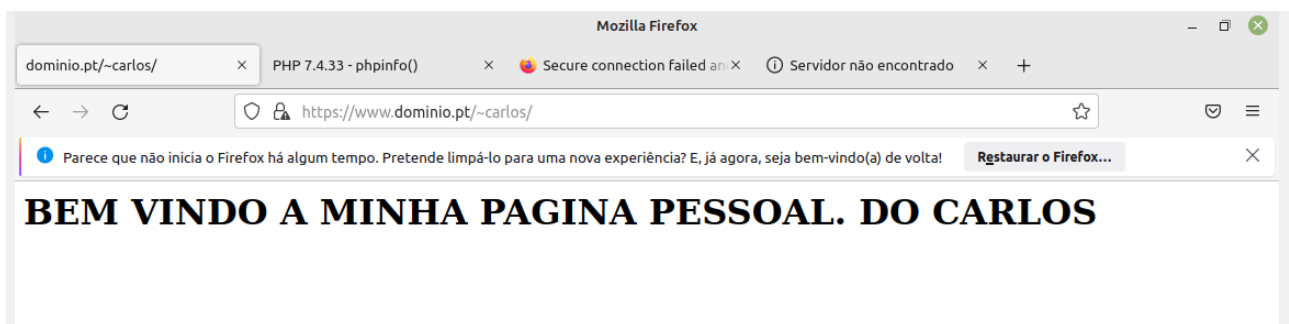 Mozilla Firefox
dominio.pt/~carlos/ PHP 7.4.33 - phpinfo() Secure connection failed an Servidor não encontrado
https://www.dominio.pt/~carlos/
Parece que não inicia o Firefox há algum tempo. Pretende limpá-lo para uma nova experiência? E, já agora, seja bem-vindo(a) de volta! Restaurar o Firefox...
BEM VINDO A MINHA PAGINA PESSOAL. DO CARLOS